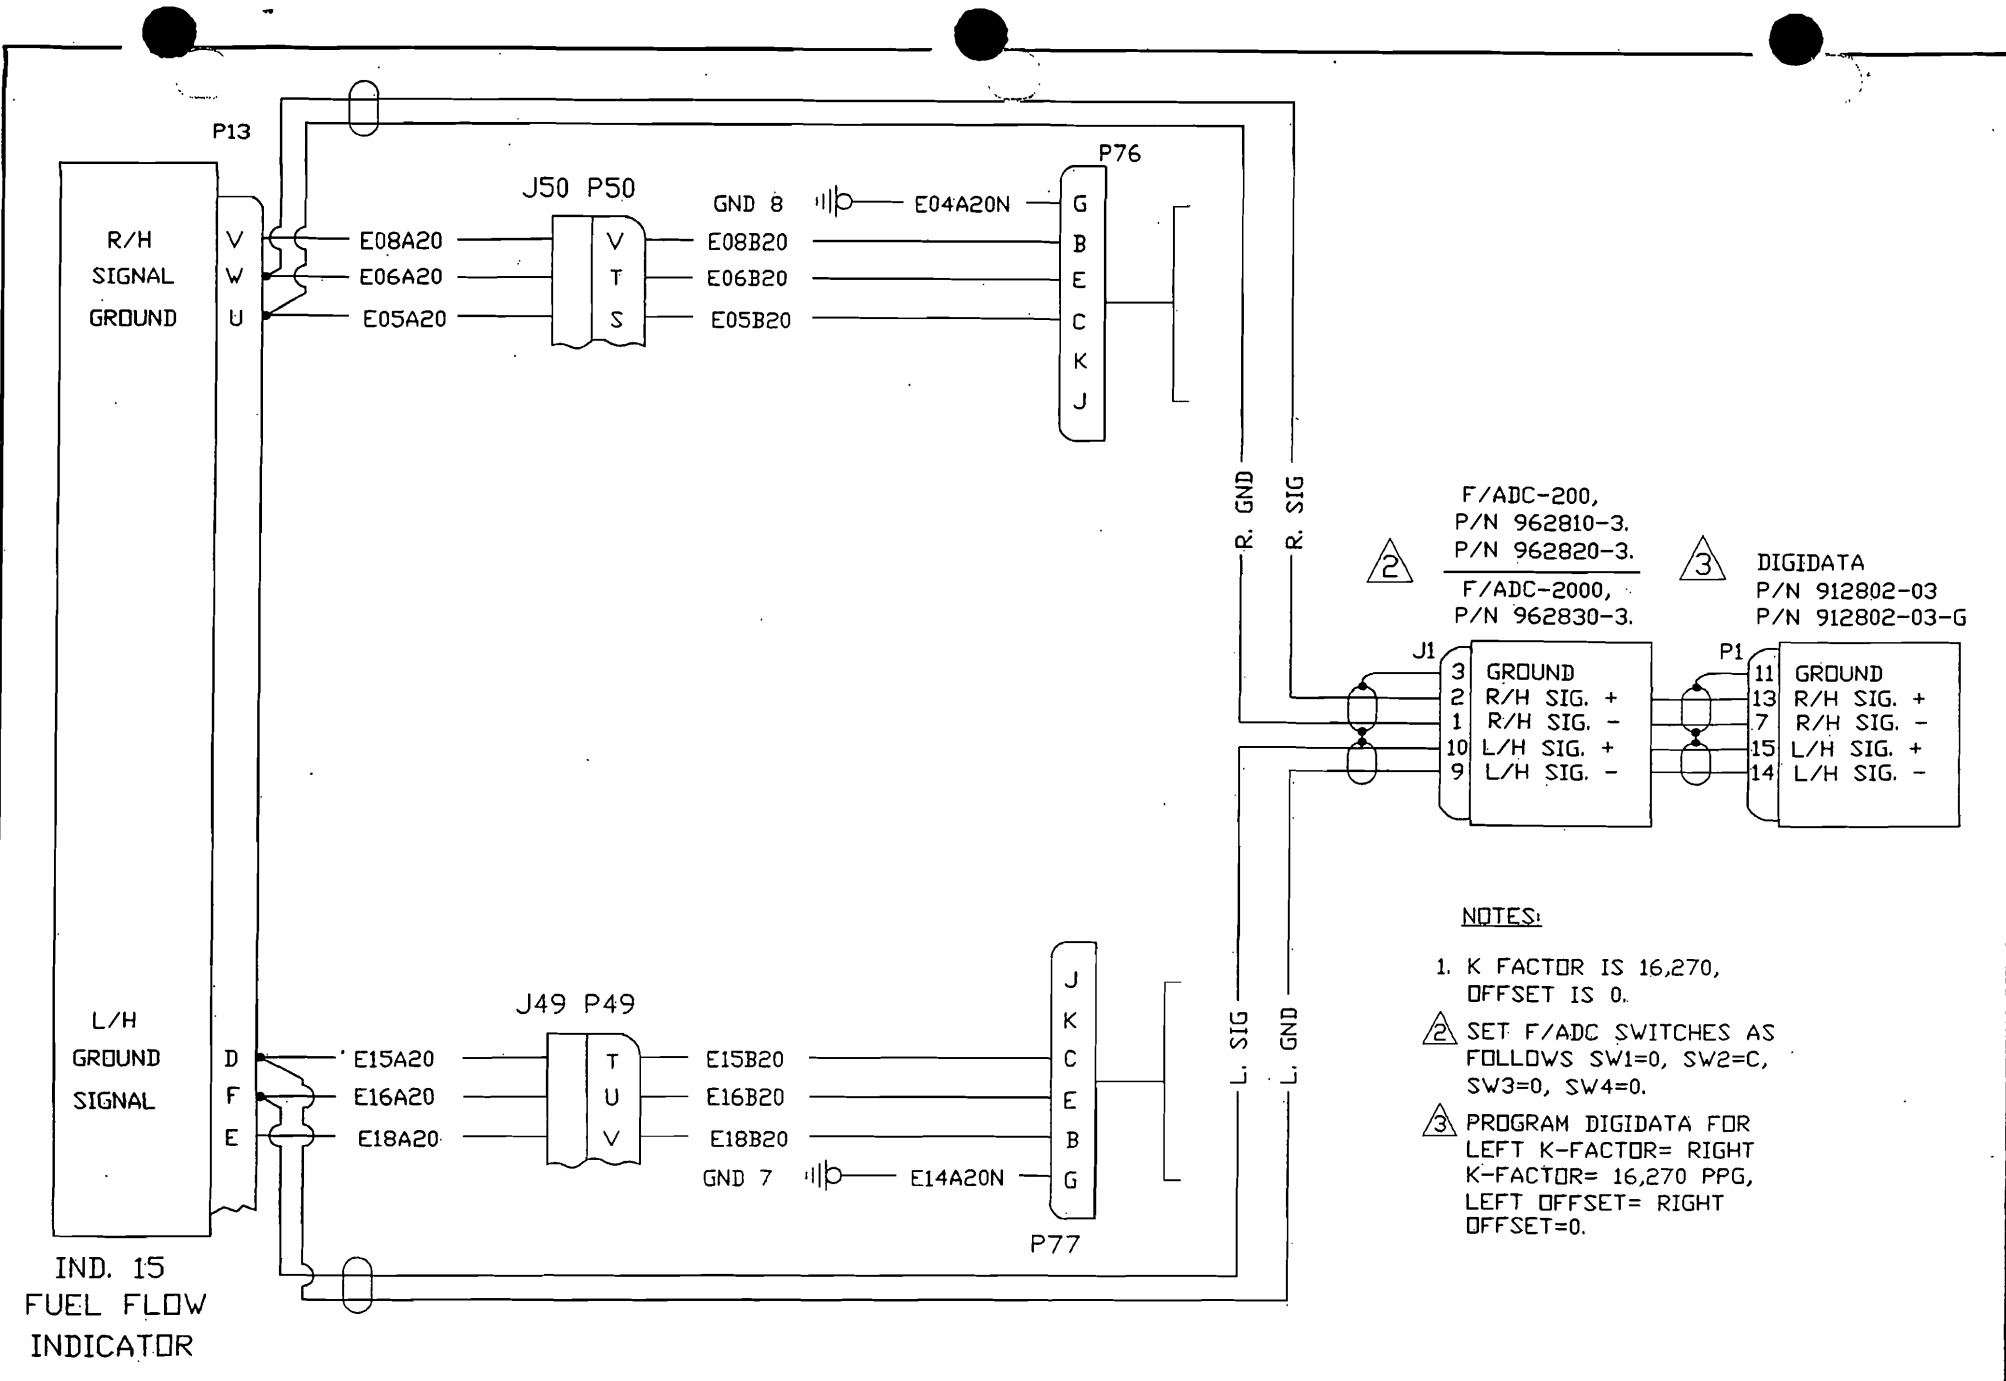 P13
P76
J50 P50
GND 8 E04A20N G
R/H V E08A20 V E08B20 B
SIGNAL W E06A20 T E06B20 E
GROUND U E05A20 S E05B20 C
K
J
R. GND
R. SIG
F/ADC-200,
P/N 962810-3.
P/N 962820-3.
F/ADC-2000,
P/N 962830-3.
2
3
DIGIDATA
P/N 912802-03
P/N 912802-03-G
J1
3 GROUND
2 R/H SIG. +
1 R/H SIG. -
10 L/H SIG. +
9 L/H SIG. -
P1
11 GROUND
13 R/H SIG. +
7 R/H SIG. -
15 L/H SIG. +
14 L/H SIG. -
L. SIG
L. GND
J49 P49
J
K
L/H
GROUND D E15A20 T E15B20 C
SIGNAL F E16A20 U E16B20 E
E E18A20 V E18B20 B
GND 7 E14A20N G
P77
IND. 15
FUEL FLOW
INDICATOR
NOTES:
1. K FACTOR IS 16,270,
OFFSET IS 0.
2 SET F/ADC SWITCHES AS
FOLLOWS SW1=0, SW2=C,
SW3=0, SW4=0.
3 PROGRAM DIGIDATA FOR
LEFT K-FACTOR= RIGHT
K-FACTOR= 16,270 PPG,
LEFT OFFSET= RIGHT
OFFSET=0.